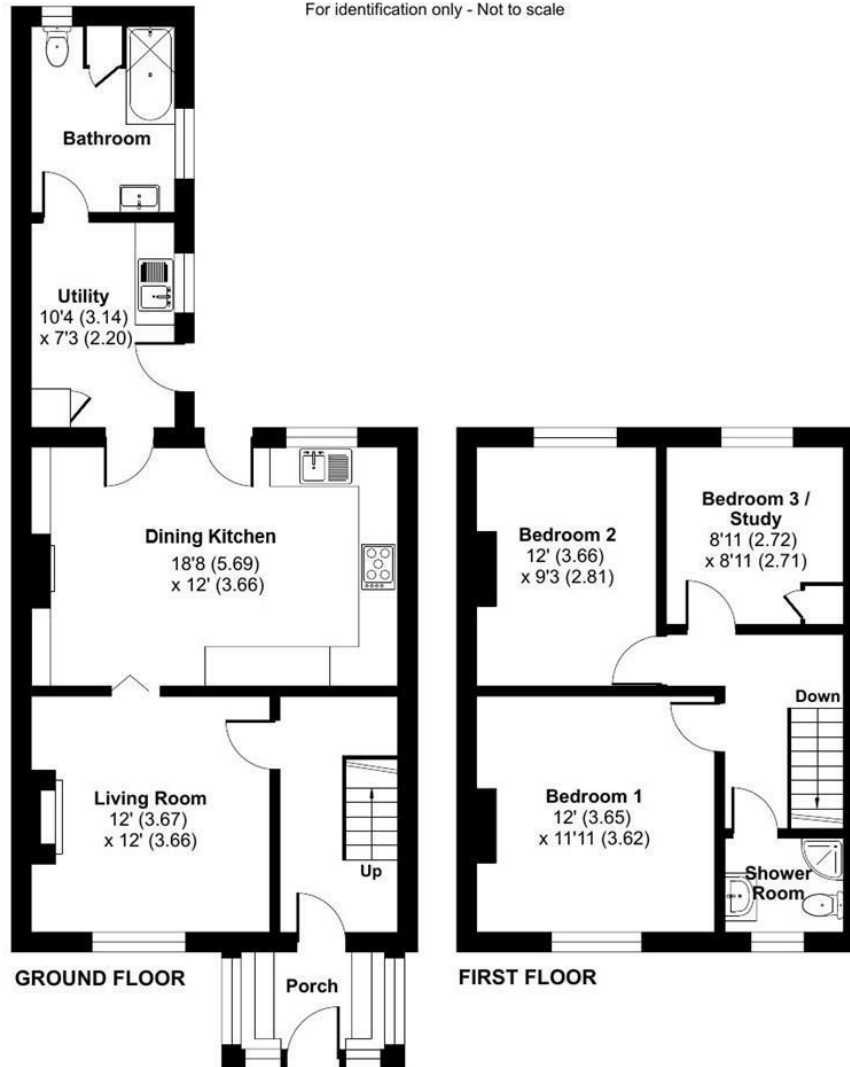 For identification only - Not to scale
Bathroom
Utility
10'4 (3.14)
x 7'3 (2.20)
Dining Kitchen
18'8 (5.69)
x 12' (3.66)
Living Room
12' (3.67)
x 12' (3.66)
Up
Porch
GROUND FLOOR
Bedroom 2
12' (3.66)
x 9'3 (2.81)
Bedroom 3 /
Study
8'11 (2.72)
x 8'11 (2.71)
Down
Bedroom 1
12' (3.65)
x 11'11 (3.62)
Shower
Room
FIRST FLOOR